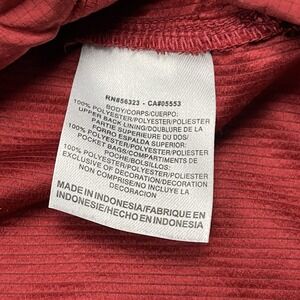 RN#56323 - CA#05553
BODY/CORPS/CUERPO:
100% POLYESTER/POLYESTER/POLIESTER
UPPER BACK LINING/DOUBLURE DE LA
PARTIE SUPERIEURE DU DOS/
FORRO ESPALDA SUPERIOR:
100% POLYESTER/POLYESTER/POLIESTER
POCKET BAGS/COMPARTIMENTS DE
POCHE/BOLSILLOS:
100% POLYESTER/POLYESTER/POLIESTER
EXCLUSIVE OF DECORATION/DECORATION
NON COMPRISE/NO INCLUYE LA
DECORACION
MADE IN INDONESIA/FABRIQUE EN
INDONESIE/HECHO EN INDONESIA